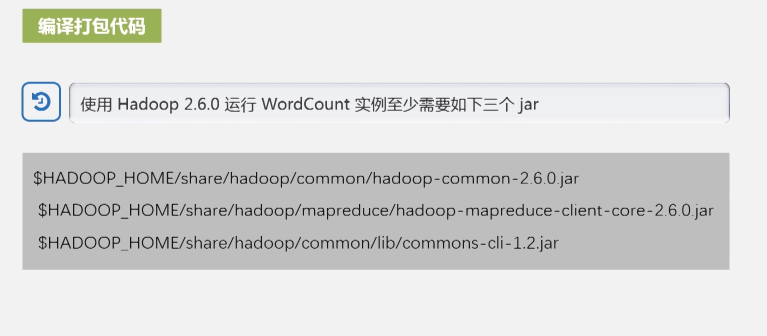 编译打包代码
使用 Hadoop 2.6.0 运行 WordCount 实例至少需要如下三个 jar
$HADOOP_HOME/share/hadoop/common/hadoop-common-2.6.0.jar
$HADOOP_HOME/share/hadoop/mapreduce/hadoop-mapreduce-client-core-2.6.0.jar
$HADOOP_HOME/share/hadoop/common/lib/commons-cli-1.2.jar